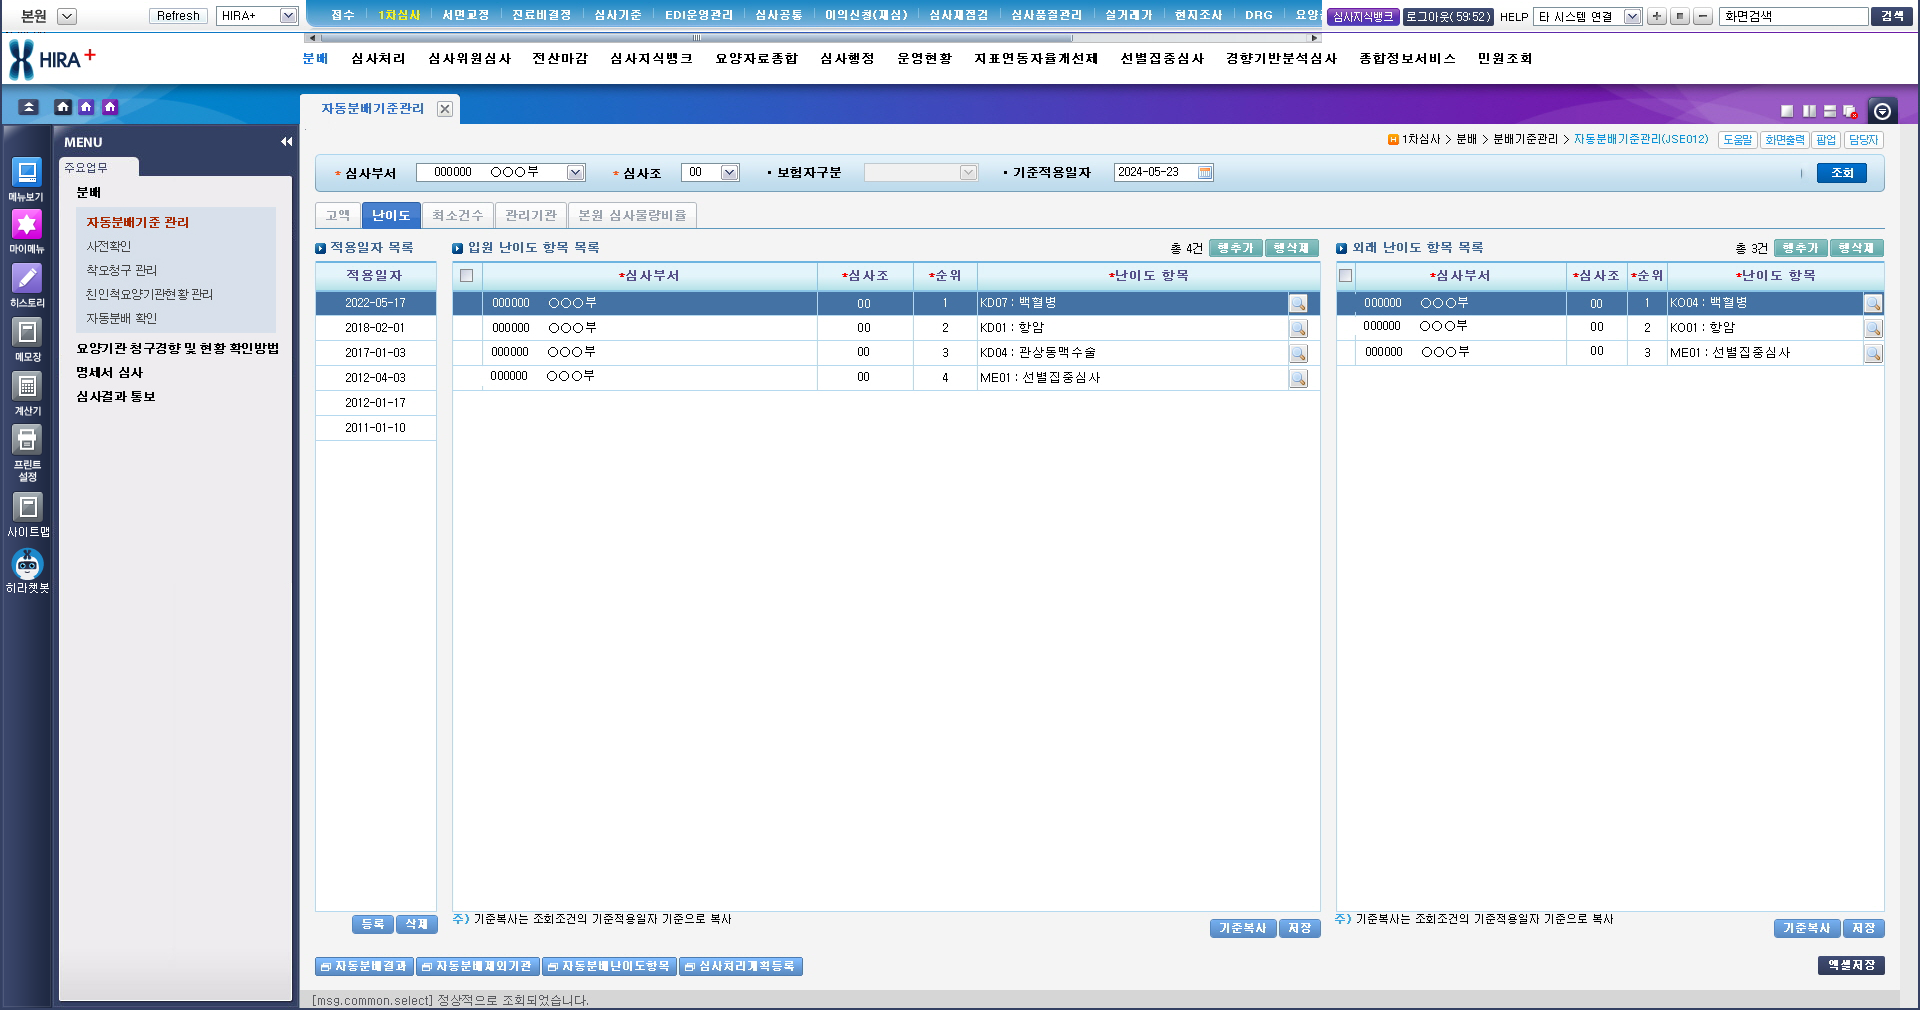 본원 Refresh HIRA+ 접수 1차심사 서면교정 진료비결정 심사기준 EDI운영관리 심사공통 이의신청(재심) 심사재점검 심사품질관리 실거래가 현지조사 DRG 요양 심사지식뱅크 로그아웃( 59:52 ) HELP 타 시스템 연결 화면검색 검색
HIRA+ 분배 심사처리 심사위원심사 전산마감 심사지식뱅크 요양자료종합 심사행정 운영현황 지표연동자율개선제 선별집중심사 경향기반분석심사 종합정보서비스 민원조회
자동분배기준관리
MENU
주요업무
분배
자동분배기준 관리
사전확인
착오청구 관리
친인척요양기관현황 관리
자동분배 확인
요양기관 청구경향 및 현황 확인방법
명세서 심사
심사결과 통보
메뉴보기
마이메뉴
히스토리
메모장
계산기
프린트
설정
사이트맵
히라챗봇
H 1차심사 > 분배 > 분배기준관리 > 자동분배기준관리(JSE012) 도움말 화면출력 팝업 담당자
* 심사부서 000000 ○○○부 * 심사조 00 • 보험자구분 • 기준적용일자 2024-05-23 조회
고액 난이도 최소건수 관리기관 본원 심사물량비율
적용일자 목록
적용일자
2022-05-17
2018-02-01
2017-01-03
2012-04-03
2012-01-17
2011-01-10
등록 삭제
입원 난이도 항목 목록 총 4건 행추가 행삭제
*심사부서 *심사조 *순위 *난이도 항목
000000 ○○○부 00 1 KD07 : 백혈병
000000 ○○○부 00 2 KD01 : 항암
000000 ○○○부 00 3 KD04 : 관상동맥수술
000000 ○○○부 00 4 ME01 : 선별집중심사
주) 기준복사는 조회조건의 기준적용일자 기준으로 복사
기준복사 저장
외래 난이도 항목 목록 총 3건 행추가 행삭제
*심사부서 *심사조 *순위 *난이도 항목
000000 ○○○부 00 1 KO04 : 백혈병
000000 ○○○부 00 2 KO01 : 항암
000000 ○○○부 00 3 ME01 : 선별집중심사
주) 기준복사는 조회조건의 기준적용일자 기준으로 복사
기준복사 저장
자동분배결과 자동분배제외기관 자동분배난이도항목 심사처리계획등록 엑셀저장
[msg.common.select] 정상적으로 조회되었습니다.